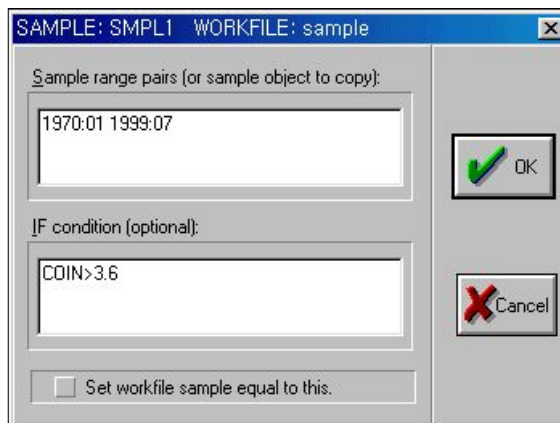 SAMPLE: SMPL1 WORKFILE: sample
Sample range pairs (or sample object to copy):
1970:01 1999:07
OK
IF condition (optional):
COIN>3.6
Cancel
Set workfile sample equal to this.